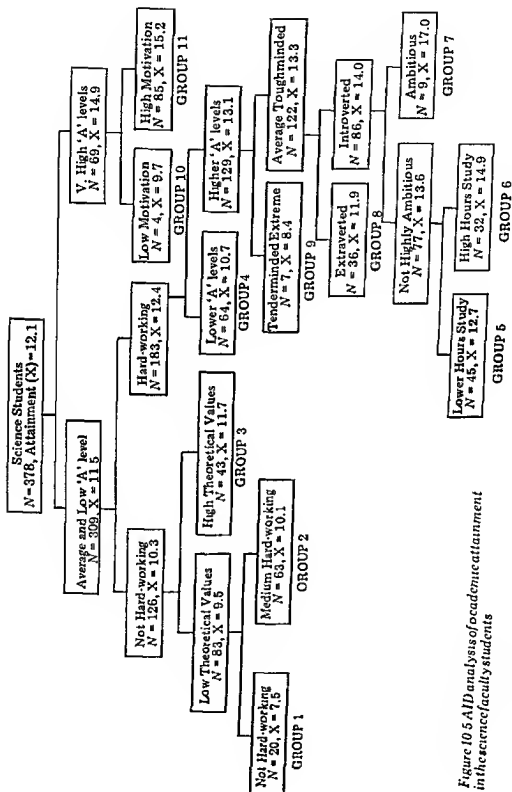 Science Students
N=378, Attainment (X)=12.1
Average and Low 'A' level
N = 309, X = 11 5
V. High 'A' levels
N = 69, X = 14.9
Not Hard-working
N = 126, X = 10.3
Hard-working
N = 183, X = 12.4
Low Motivation
N = 4, X = 9.7
GROUP 10
High Motivation
N = 85, X = 15.2
GROUP 11
Low Theoretical Values
N = 83, X = 9.5
High Theoretical Values
N = 43, X = 11.7
GROUP 3
Lower 'A' levels
N = 64, X = 10.7
GROUP 4
Higher 'A' levels
N = 129, X = 13.1
Not Hard-working
N = 20, X = 7.5
GROUP 1
Medium Hard-working
N = 63, X = 10.1
GROUP 2
Tenderminded Extreme
N = 7, X = 8.4
GROUP 9
Average Toughminded
N = 122, X = 13.3
Extraverted
N = 36, X = 11.9
GROUP 8
Introverted
N = 86, X = 14.0
Not Highly Ambitious
N = 77, X = 13.6
Ambitious
N = 9, X = 17.0
GROUP 7
Lower Hours Study
N = 45, X = 12.7
GROUP 5
High Hours Study
N = 32, X = 14.9
GROUP 6
Figure 10 5 AID analysis of academic attainment
in the science faculty students